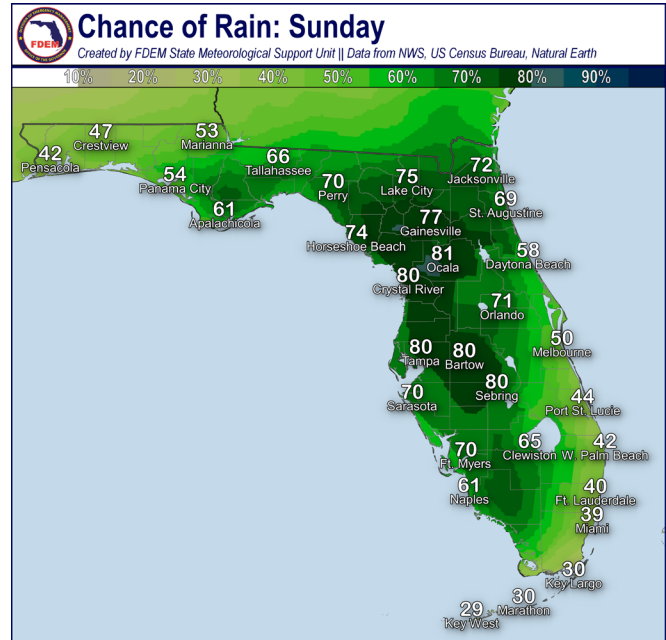 Chance of Rain: Sunday
FDEM
Created by FDEM State Meteorological Support Unit || Data from NWS, US Census Bureau, Natural Earth
10% 20% 30% 40% 50% 60% 70% 80% 90%
47
Crestview
53
Marianna
42
Pensacola
54
Panama City
66
Tallahassee
61
Apalachicola
70
Perry
75
Lake City
72
Jacksonville
69
St. Augustine
77
Gainesville
74
Horseshoe Beach
81
Ocala
58
Daytona Beach
80
Crystal River
71
Orlando
80
Tampa
80
Bartow
50
Melbourne
80
Sebring
70
Sarasota
44
Port St. Lucie
70
Ft. Myers
65
Clewiston
42
W. Palm Beach
61
Naples
40
Ft. Lauderdale
39
Miami
30
Key Largo
30
Marathon
29
Key West